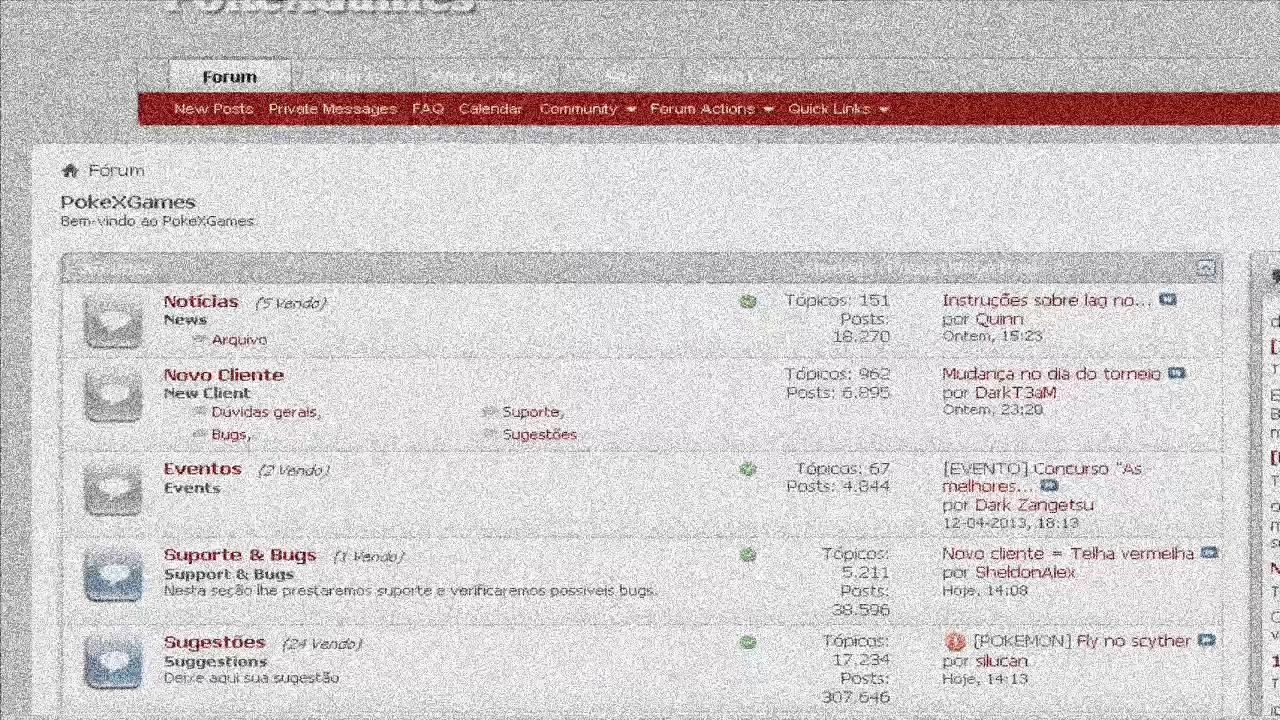 PokeXGames
Forum
New Posts Private Messages FAQ Calendar Community Forum Actions Quick Links
Fórum
PokeXGames
Bem-vindo ao PokeXGames
Notícias (5 Vendo)
News
Arquivo
Tópicos: 151
Posts:
18.270
Instruções sobre lag no...
por Quinn
Ontem, 15:23
Novo Cliente
New Client
Dúvidas gerais, Suporte,
Bugs, Sugestões
Tópicos: 962
Posts: 6.895
Mudança no dia do torneio
por DarkT3aM
Ontem, 23:20
Eventos (2 Vendo)
Events
Tópicos: 67
Posts: 4.844
[EVENTO] Concurso "As
melhores...
por Dark Zangetsu
12-04-2013, 18:13
Suporte & Bugs (1 Vendo)
Support & Bugs
Nesta seção lhe prestaremos suporte e verificaremos possíveis bugs.
Tópicos:
5.211
Posts:
38.596
Novo cliente = Telha vermelha
por SheldonAlex
Hoje, 14:08
Sugestões (24 Vendo)
Suggestions
Deixe aqui sua sugestão
Tópicos:
17.234
Posts:
307.646
[POKEMON] Fly no scyther
por silucan
Hoje, 14:13